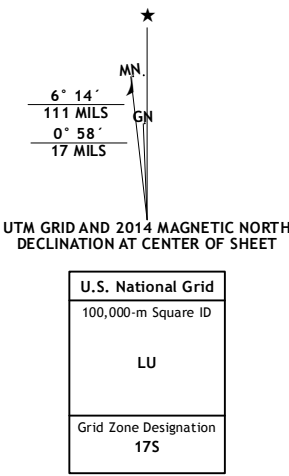 ★
MN.
6° 14´
111 MILS
GN
0° 58´
17 MILS
UTM GRID AND 2014 MAGNETIC NORTH
DECLINATION AT CENTER OF SHEET
U.S. National Grid
100,000-m Square ID
LU
Grid Zone Designation
17S